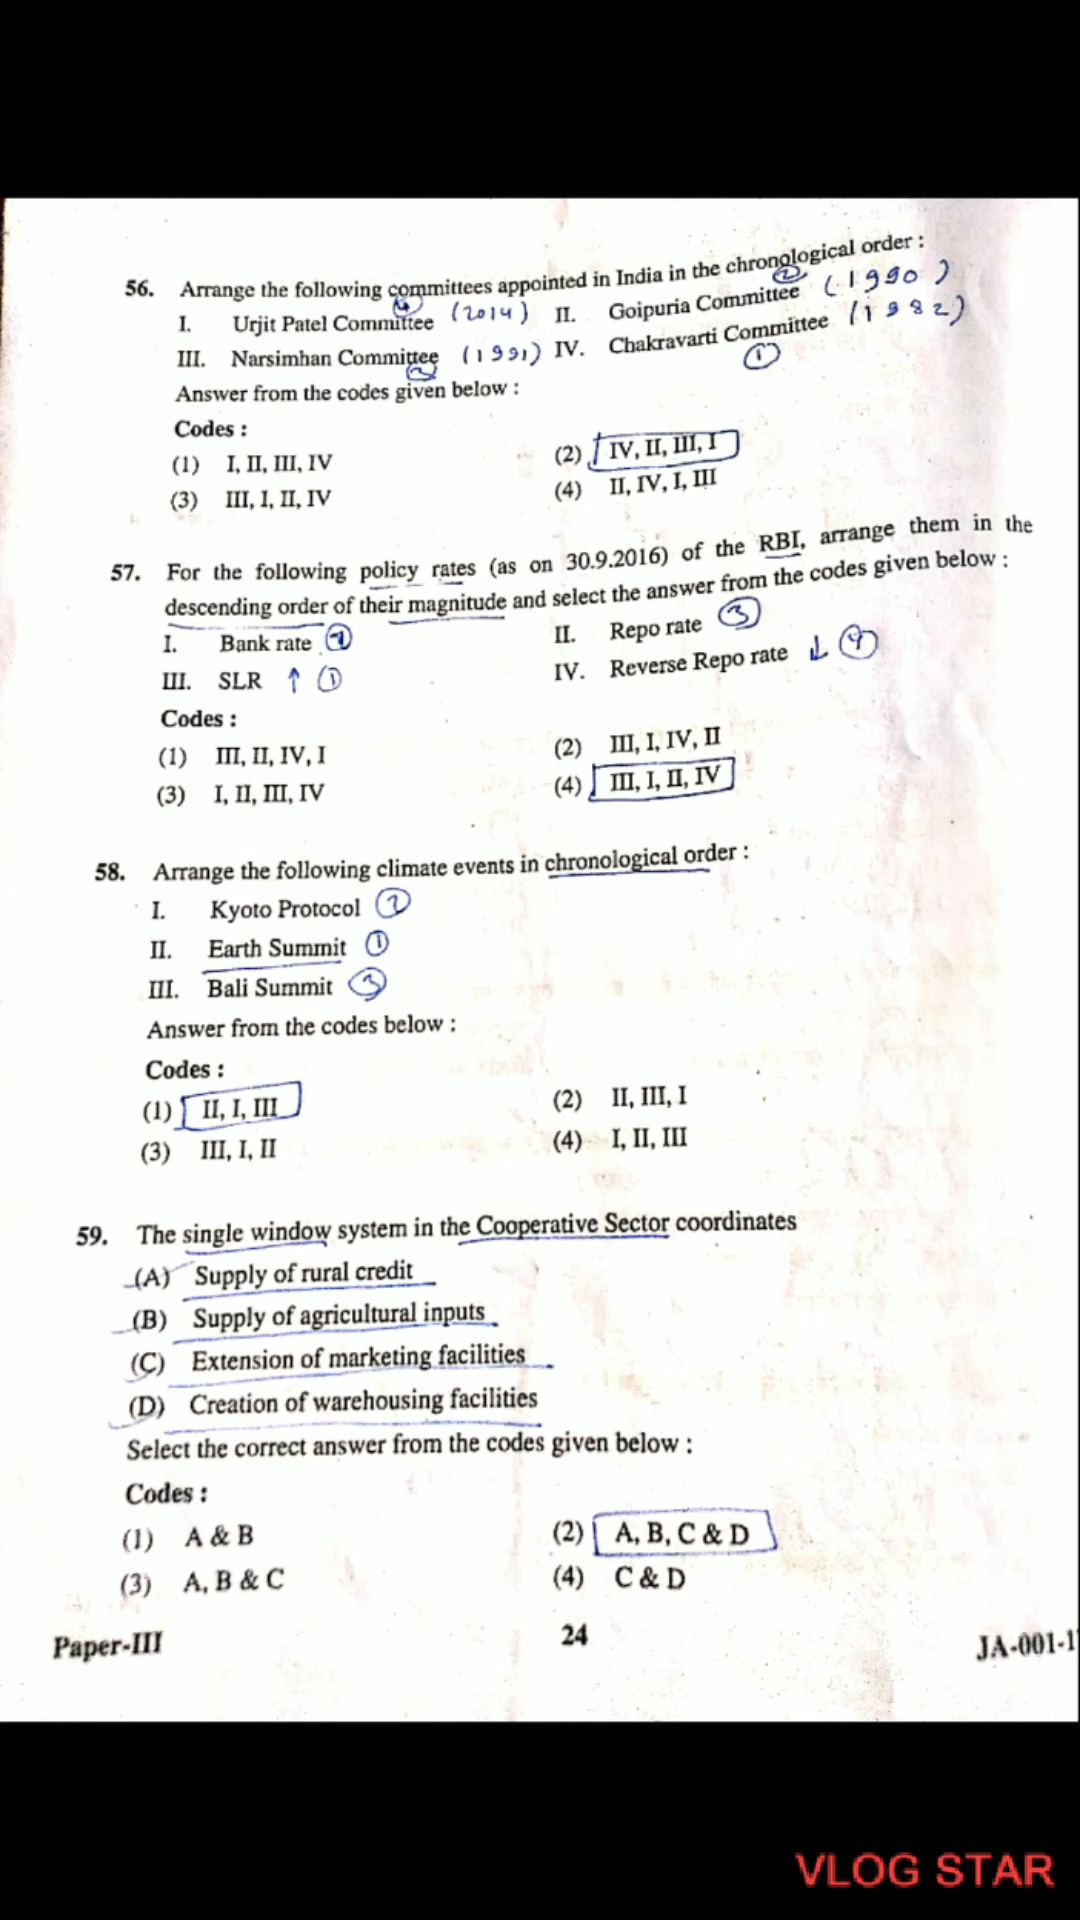 56. Arrange the following committees appointed in India in the chronological order :
④ ②
I. Urjit Patel Committee (2014) II. Goipuria Committee (1990)
III. Narsimhan Committee (1991) IV. Chakravarti Committee (1982)
①
Answer from the codes given below :
Codes :
(1) I, II, III, IV (2) IV, II, III, I
(3) III, I, II, IV (4) II, IV, I, III
57. For the following policy rates (as on 30.9.2016) of the RBI, arrange them in the
descending order of their magnitude and select the answer from the codes given below :
I. Bank rate ② II. Repo rate ③
III. SLR ↑ ① IV. Reverse Repo rate ↓ ④
Codes :
(1) III, II, IV, I (2) III, I, IV, II
(3) I, II, III, IV (4) III, I, II, IV
58. Arrange the following climate events in chronological order :
I. Kyoto Protocol ②
II. Earth Summit ①
III. Bali Summit ③
Answer from the codes below :
Codes :
(1) II, I, III (2) II, III, I
(3) III, I, II (4) I, II, III
59. The single window system in the Cooperative Sector coordinates
(A) Supply of rural credit
(B) Supply of agricultural inputs
(C) Extension of marketing facilities
(D) Creation of warehousing facilities
Select the correct answer from the codes given below :
Codes :
(1) A & B (2) A, B, C & D
(3) A, B & C (4) C & D
Paper-III 24 JA-001-1
VLOG STAR